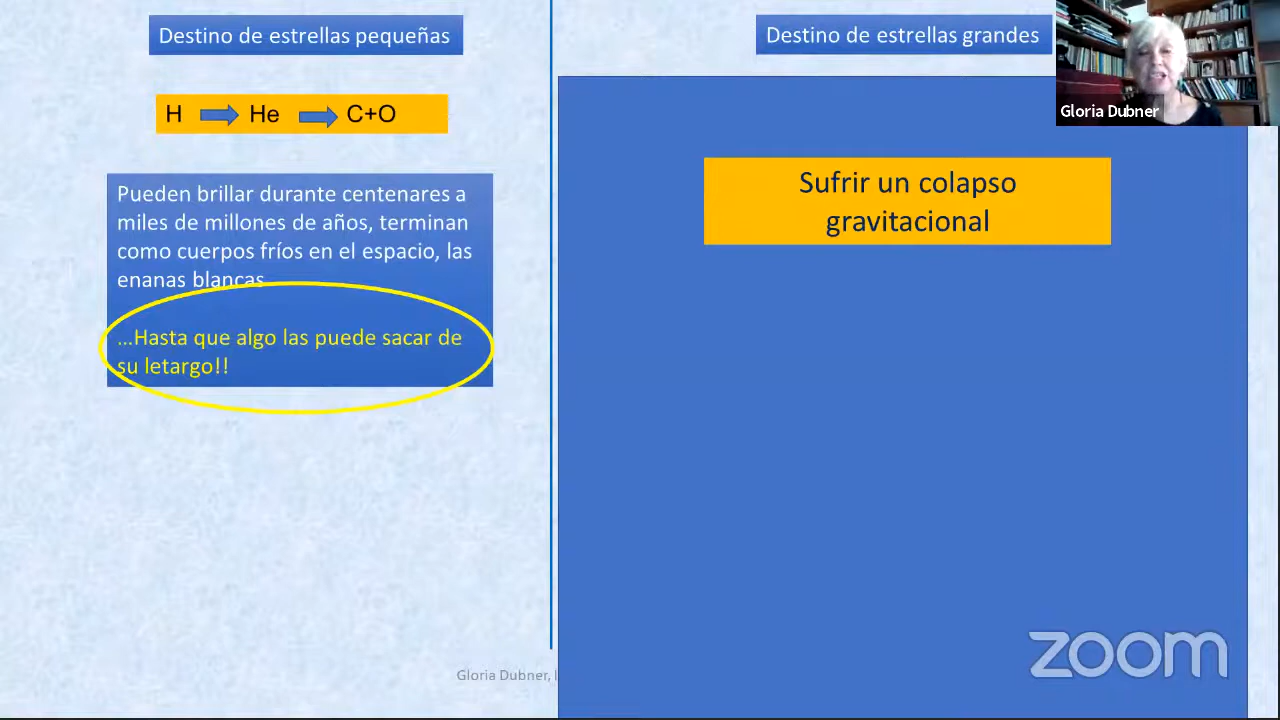 Destino de estrellas pequeñas
H He C+O
Pueden brillar durante centenares a
miles de millones de años, terminan
como cuerpos fríos en el espacio, las
enanas blancas
...Hasta que algo las puede sacar de
su letargo!!
Destino de estrellas grandes
Sufrir un colapso
gravitacional
Gloria Dubner
Gloria Dubner, I
zoom